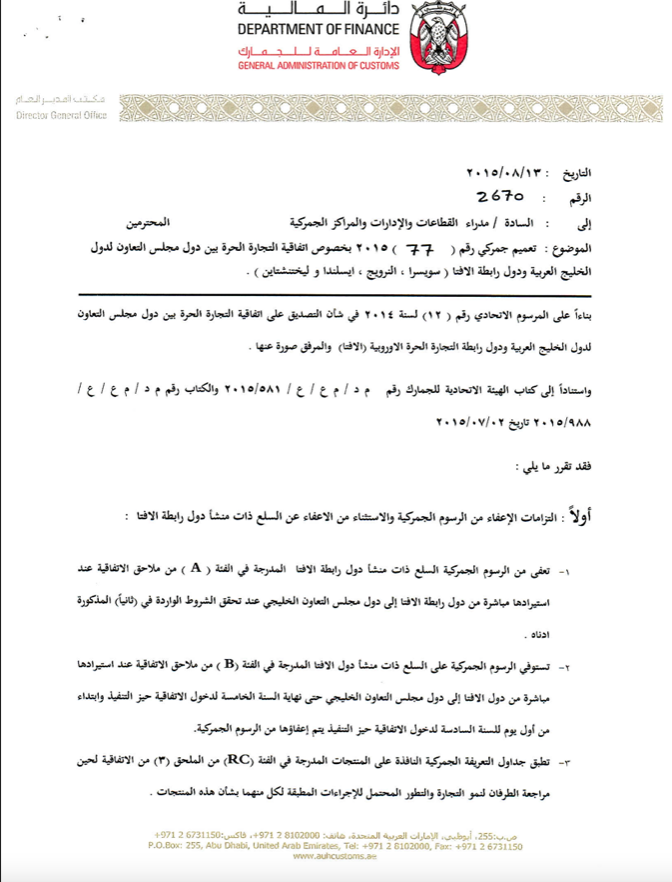 دائرة المالية
DEPARTMENT OF FINANCE
الإدارة العامة للجمارك
GENERAL ADMINISTRATION OF CUSTOMS
مكتب المدير العام
Director General Office
التاريخ : ٢٠١٥/٠٨/١٣
الرقم : 2670
إلى : السادة / مدراء القطاعات والإدارات والمراكز الجمركية المحترمين
الموضوع : تعميم جمركي رقم ( 77 ) ٢٠١٥ بخصوص اتفاقية التجارة الحرة بين دول مجلس التعاون لدول
الخليج العربية ودول رابطة الافتا ( سويسرا ، النرويج ، ايسلندا و ليختنشتاين ) .
بناءاً على المرسوم الاتحادي رقم ( ١٢ ) لسنة ٢٠١٤ في شأن التصديق على اتفاقية التجارة الحرة بين دول مجلس التعاون
لدول الخليج العربية ودول رابطة التجارة الحرة الاوروبية (الافتا) والمرفق صورة عنها .
واستناداً إلى كتاب الهيئة الاتحادية للجمارك رقم م د / م ع / ع / ٢٠١٥/٥٨١ والكتاب رقم م د / م ع / ع /
٢٠١٥/٩٨٨ تاريخ ٢٠١٥/٠٧/٠٢
فقد تقرر ما يلي :
أولاً : التزامات الإعفاء من الرسوم الجمركية والاستثناء من الاعفاء عن السلع ذات منشأ دول رابطة الافتا :
١- تعفى من الرسوم الجمركية السلع ذات منشأ دول رابطة الافتا المدرجة في الفئة ( A ) من ملاحق الاتفاقية عند
استيرادها مباشرة من دول رابطة الافتا إلى دول مجلس التعاون الخليجي عند تحقق الشروط الواردة في (ثانياً) المذكورة
ادناه .
٢- تستوفي الرسوم الجمركية على السلع ذات منشأ دول الافتا المدرجة في الفئة (B ) من ملاحق الاتفاقية عند استيرادها
مباشرة من دول الافتا إلى دول مجلس التعاون الخليجي حتى نهاية السنة الخامسة لدخول الاتفاقية حيز التنفيذ وابتداء
من أول يوم للسنة السادسة لدخول الاتفاقية حيز التنفيذ يتم إعفاؤها من الرسوم الجمركية.
٣- تطبق جداول التعريفة الجمركية النافذة على المنتجات المدرجة في الفئة (RC) من الملحق (٣) من الاتفاقية لحين
مراجعة الطرفان لنمو التجارة والتطور المحتمل للإجراءات المطبقة لكل منهما بشأن هذه المنتجات .
ص.ب:255، أبوظبي، الإمارات العربية المتحدة، هاتف: 8102000 2 971+، فاكس:6731150 2 971+
P.O.Box: 255, Abu Dhabi, United Arab Emirates, Tel: +971 2 8102000, Fax: +971 2 6731150
www.auhcustoms.ae